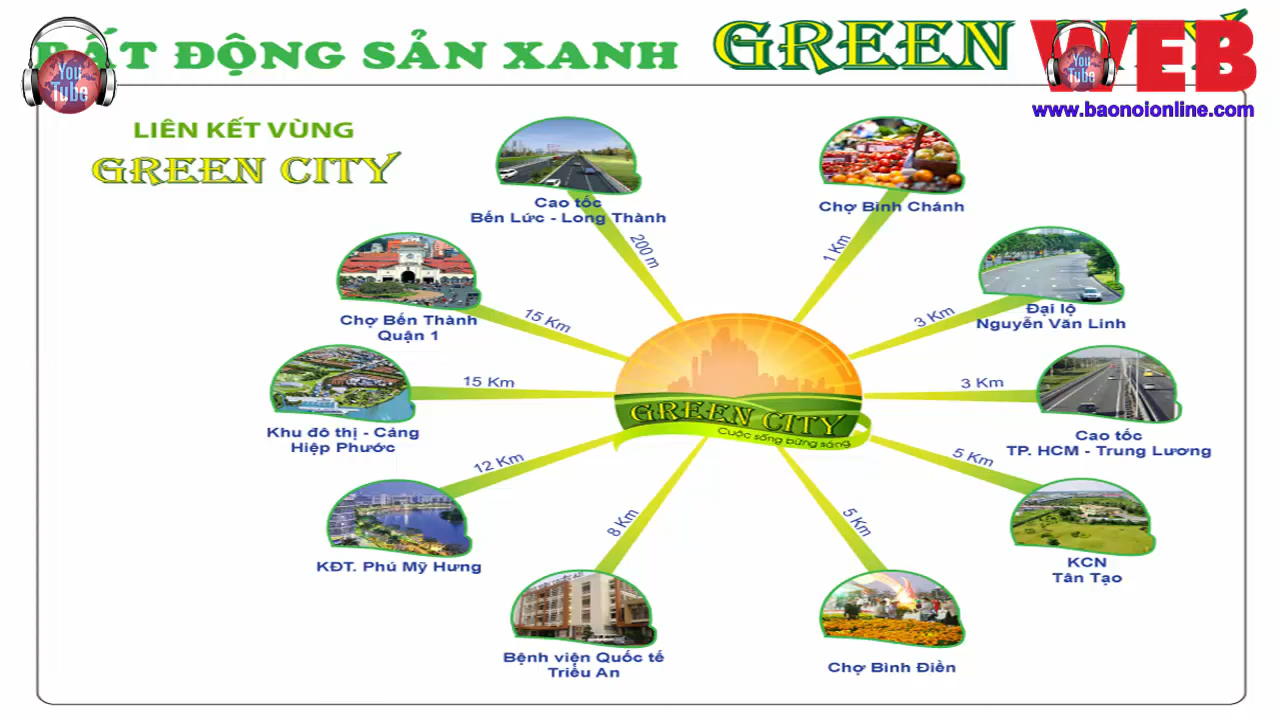 BẤT ĐỘNG SẢN XANH
GREEN CITY
You
Tube
WEB
You
Tube
www.baonoionline.com
LIÊN KẾT VÙNG
GREEN CITY
Cao tốc
Bến Lức - Long Thành
200 m
Chợ Bình Chánh
1 Km
Chợ Bến Thành
Quận 1
15 Km
Đại lộ
Nguyễn Văn Linh
3 Km
Khu đô thị - Cảng
Hiệp Phước
15 Km
Cao tốc
TP. HCM - Trung Lương
3 Km
GREEN CITY
Cuộc sống bừng sáng
KĐT. Phú Mỹ Hưng
12 Km
KCN
Tân Tạo
5 Km
Bệnh viện Quốc tế
Triều An
8 Km
Chợ Bình Điền
5 Km